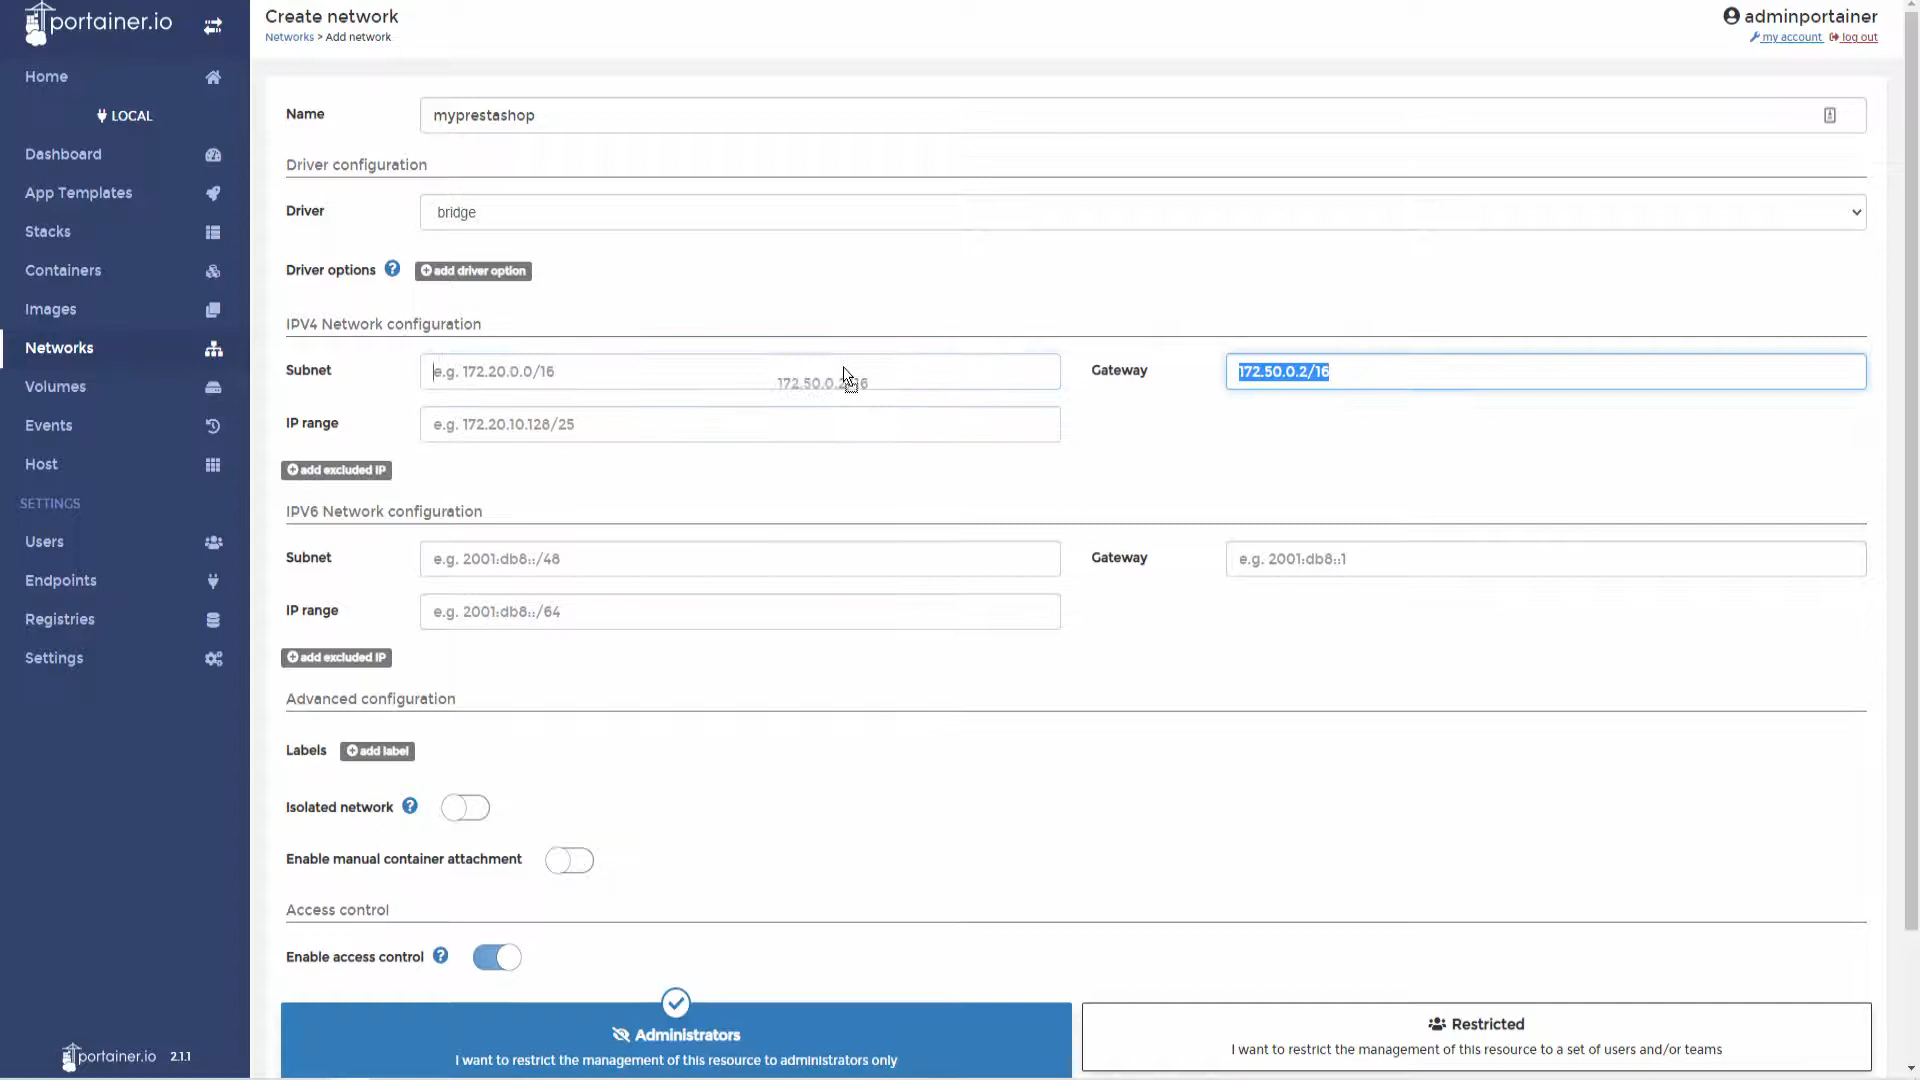 portainer.io
Create network
Networks > Add network
adminportainer
my account log out
Home
LOCAL
Dashboard
App Templates
Stacks
Containers
Images
Networks
Volumes
Events
Host
SETTINGS
Users
Endpoints
Registries
Settings
portainer.io 2.1.1
Name myprestashop
Driver configuration
Driver bridge
Driver options add driver option
IPV4 Network configuration
Subnet e.g. 172.20.0.0/16 Gateway 172.50.0.2/16
172.50.0.2/16
IP range e.g. 172.20.10.128/25
add excluded IP
IPV6 Network configuration
Subnet e.g. 2001:db8::/48 Gateway e.g. 2001:db8::1
IP range e.g. 2001:db8::/64
add excluded IP
Advanced configuration
Labels add label
Isolated network
Enable manual container attachment
Access control
Enable access control
Administrators
I want to restrict the management of this resource to administrators only
Restricted
I want to restrict the management of this resource to a set of users and/or teams